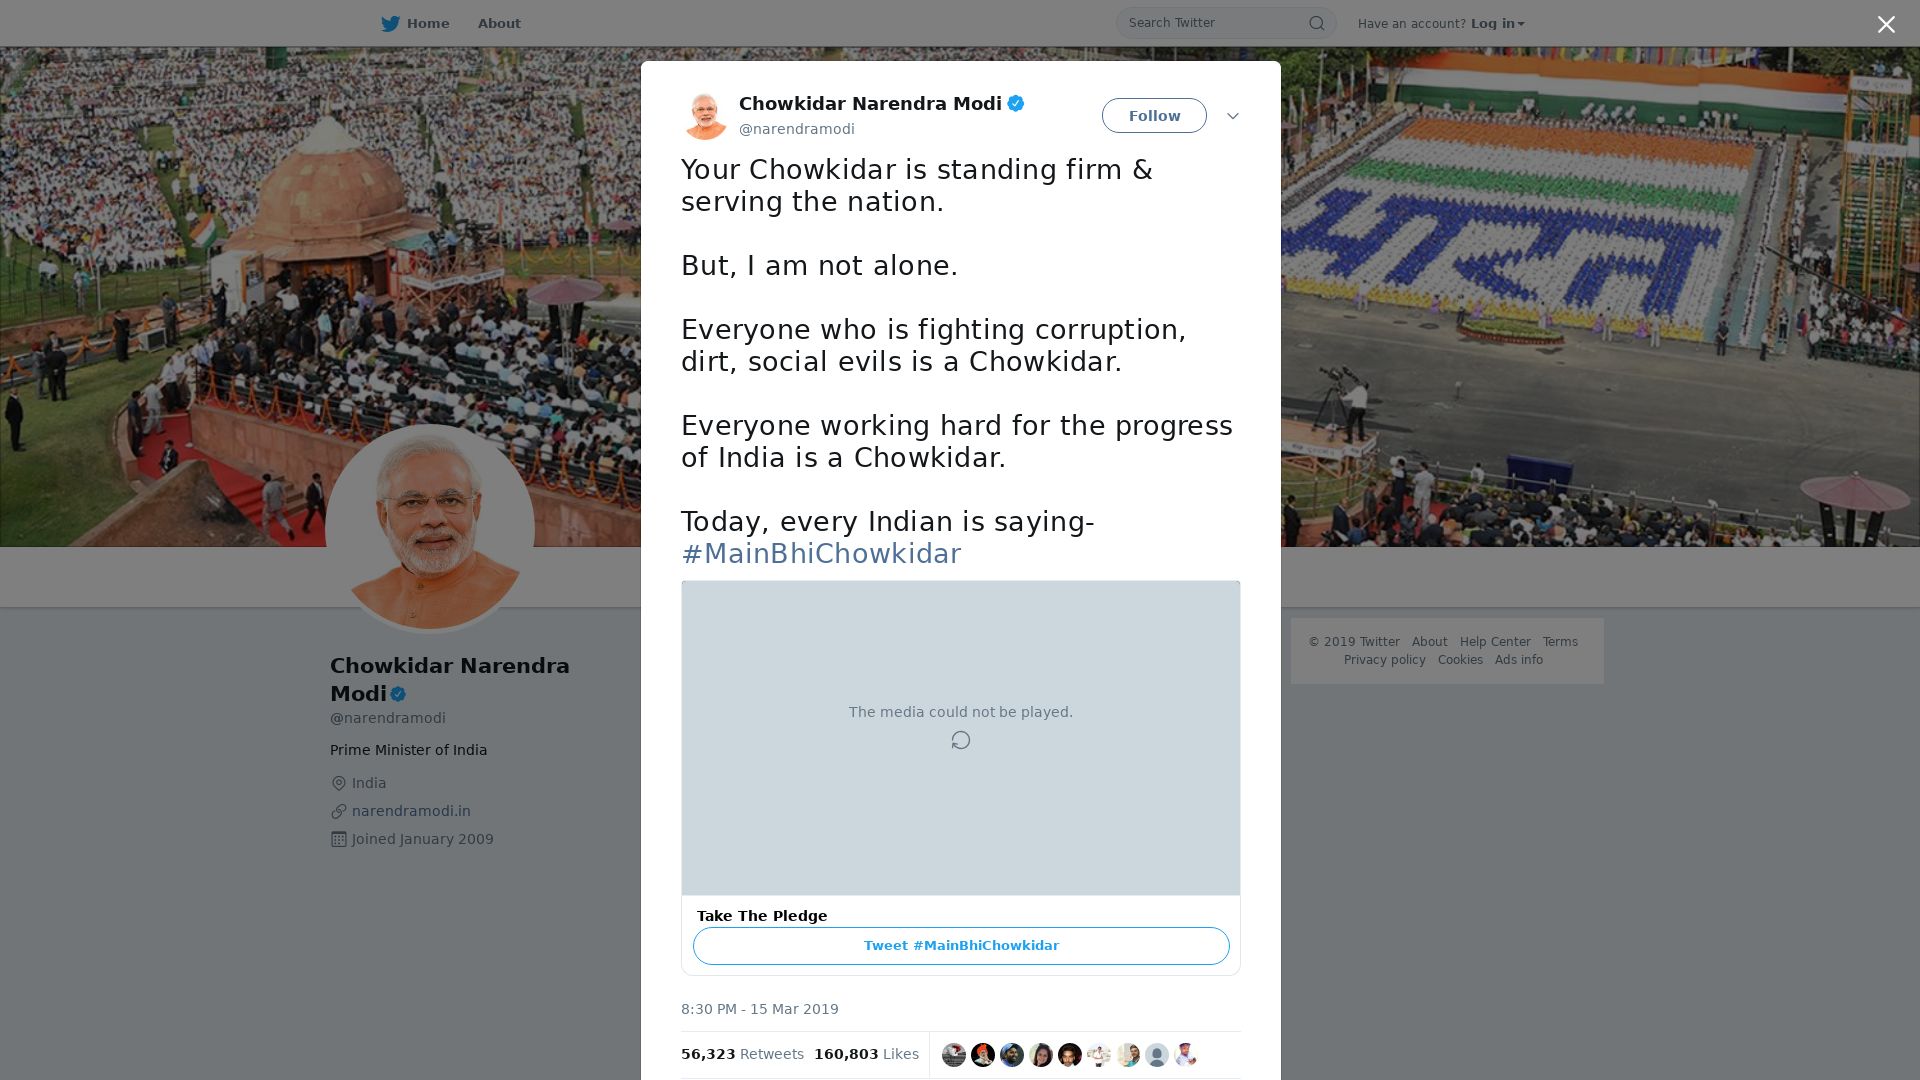 Home
About
Search Twitter
Have an account? Log in
Chowkidar Narendra Modi
@narendramodi
Follow
Your Chowkidar is standing firm &
serving the nation.
But, I am not alone.
Everyone who is fighting corruption,
dirt, social evils is a Chowkidar.
Everyone working hard for the progress
of India is a Chowkidar.
Today, every Indian is saying-
#MainBhiChowkidar
The media could not be played.
Take The Pledge
Tweet #MainBhiChowkidar
8:30 PM - 15 Mar 2019
56,323 Retweets 160,803 Likes
भारत
Chowkidar Narendra
Modi
@narendramodi
Prime Minister of India
India
narendramodi.in
Joined January 2009
© 2019 Twitter About Help Center Terms
Privacy policy Cookies Ads info